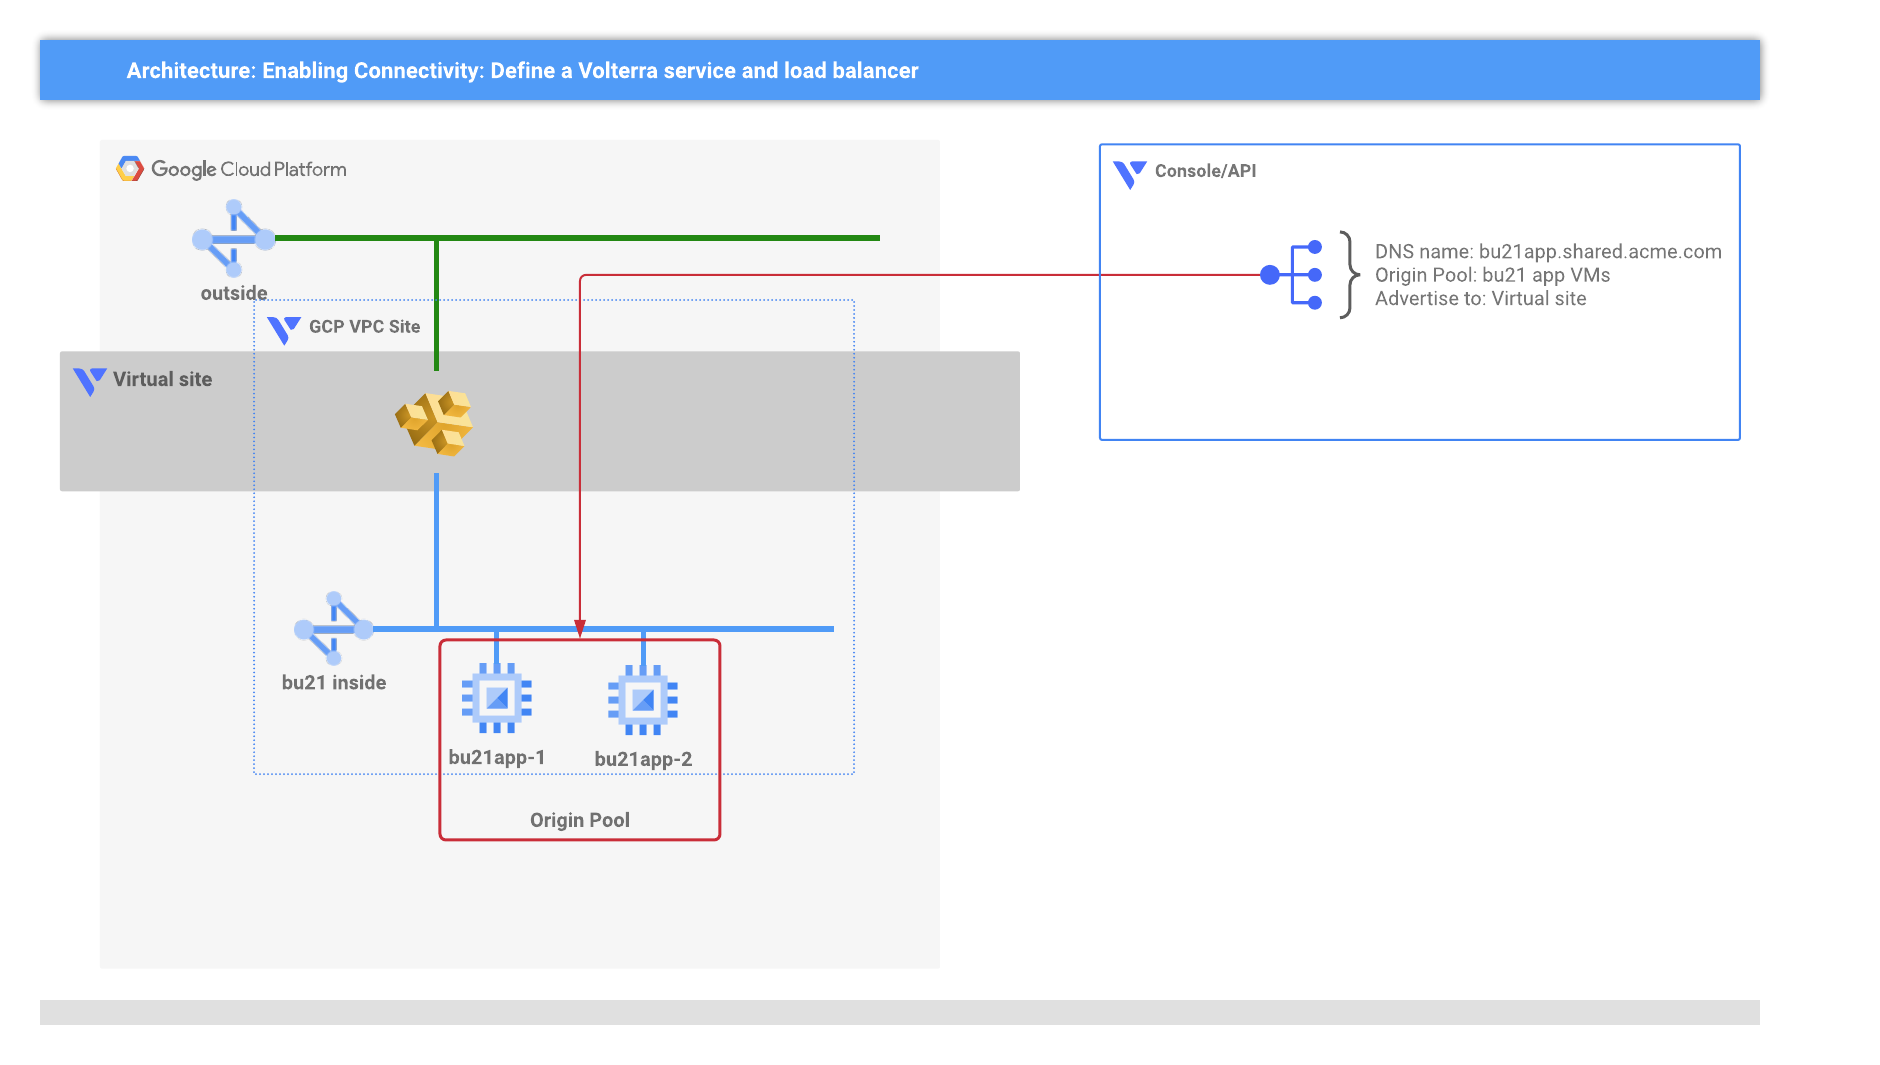 Architecture: Enabling Connectivity: Define a Volterra service and load balancer
Google Cloud Platform
outside
GCP VPC Site
Virtual site
bu21 inside
bu21app-1
bu21app-2
Origin Pool
Console/API
DNS name: bu21app.shared.acme.com
Origin Pool: bu21 app VMs
Advertise to: Virtual site